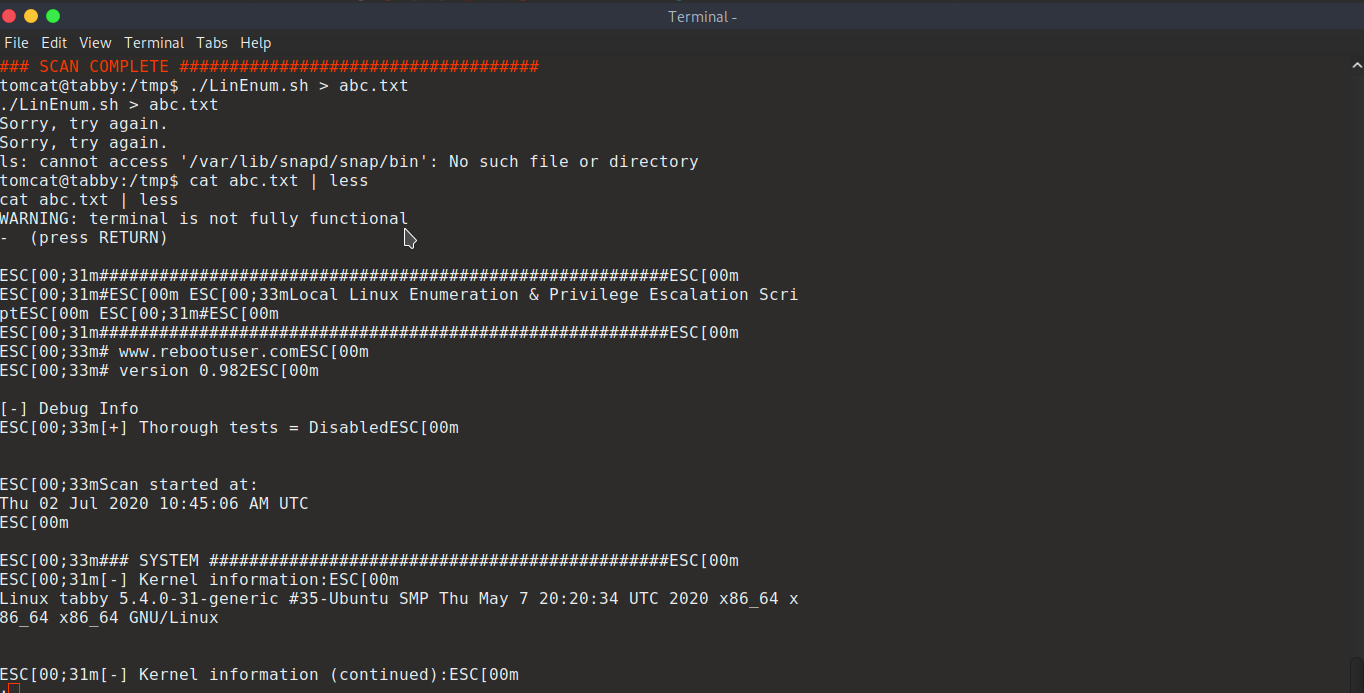 Terminal -
File Edit View Terminal Tabs Help
### SCAN COMPLETE ####################################
tomcat@tabby:/tmp$ ./LinEnum.sh > abc.txt
./LinEnum.sh > abc.txt
Sorry, try again.
Sorry, try again.
ls: cannot access '/var/lib/snapd/snap/bin': No such file or directory
tomcat@tabby:/tmp$ cat abc.txt | less
cat abc.txt | less
WARNING: terminal is not fully functional
-  (press RETURN)
ESC[00;31m#########################################################ESC[00m
ESC[00;31m#ESC[00m ESC[00;33mLocal Linux Enumeration & Privilege Escalation Scri
ptESC[00m ESC[00;31m#ESC[00m
ESC[00;31m#########################################################ESC[00m
ESC[00;33m# www.rebootuser.comESC[00m
ESC[00;33m# version 0.982ESC[00m
[-] Debug Info
ESC[00;33m[+] Thorough tests = DisabledESC[00m
ESC[00;33mScan started at:
Thu 02 Jul 2020 10:45:06 AM UTC
ESC[00m
ESC[00;33m### SYSTEM ##############################################ESC[00m
ESC[00;31m[-] Kernel information:ESC[00m
Linux tabby 5.4.0-31-generic #35-Ubuntu SMP Thu May 7 20:20:34 UTC 2020 x86_64 x
86_64 x86_64 GNU/Linux
ESC[00;31m[-] Kernel information (continued):ESC[00m